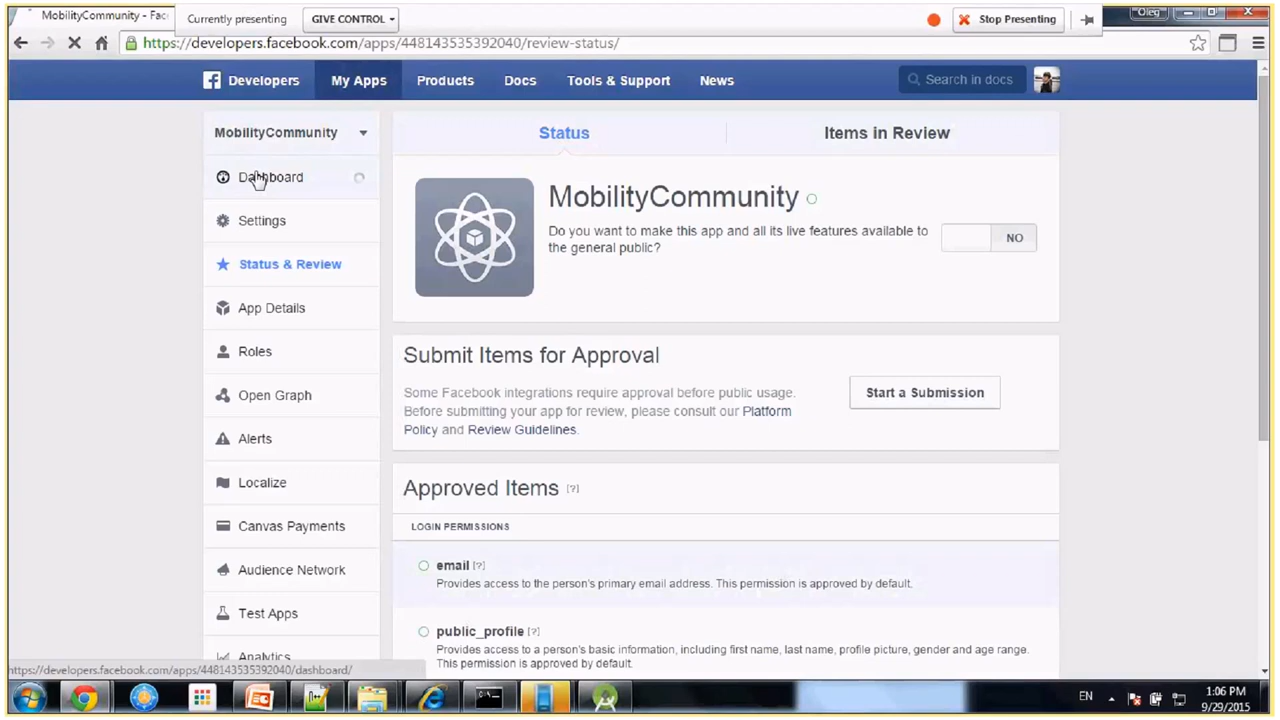 MobilityCommunity - Fac
Currently presenting
GIVE CONTROL
Stop Presenting
Oleg
https://developers.facebook.com/apps/448143535392040/review-status/
Developers
My Apps
Products
Docs
Tools & Support
News
Search in docs
MobilityCommunity
Dashboard
Settings
Status & Review
App Details
Roles
Open Graph
Alerts
Localize
Canvas Payments
Audience Network
Test Apps
Analytics
Status
Items in Review
MobilityCommunity
Do you want to make this app and all its live features available to
the general public?
NO
Submit Items for Approval
Some Facebook integrations require approval before public usage.
Before submitting your app for review, please consult our Platform
Policy and Review Guidelines.
Start a Submission
Approved Items [?]
LOGIN PERMISSIONS
email [?]
Provides access to the person's primary email address. This permission is approved by default.
public_profile [?]
Provides access to a person's basic information, including first name, last name, profile picture, gender and age range.
This permission is approved by default.
https://developers.facebook.com/apps/448143535392040/dashboard/
EN
1:06 PM
9/29/2015